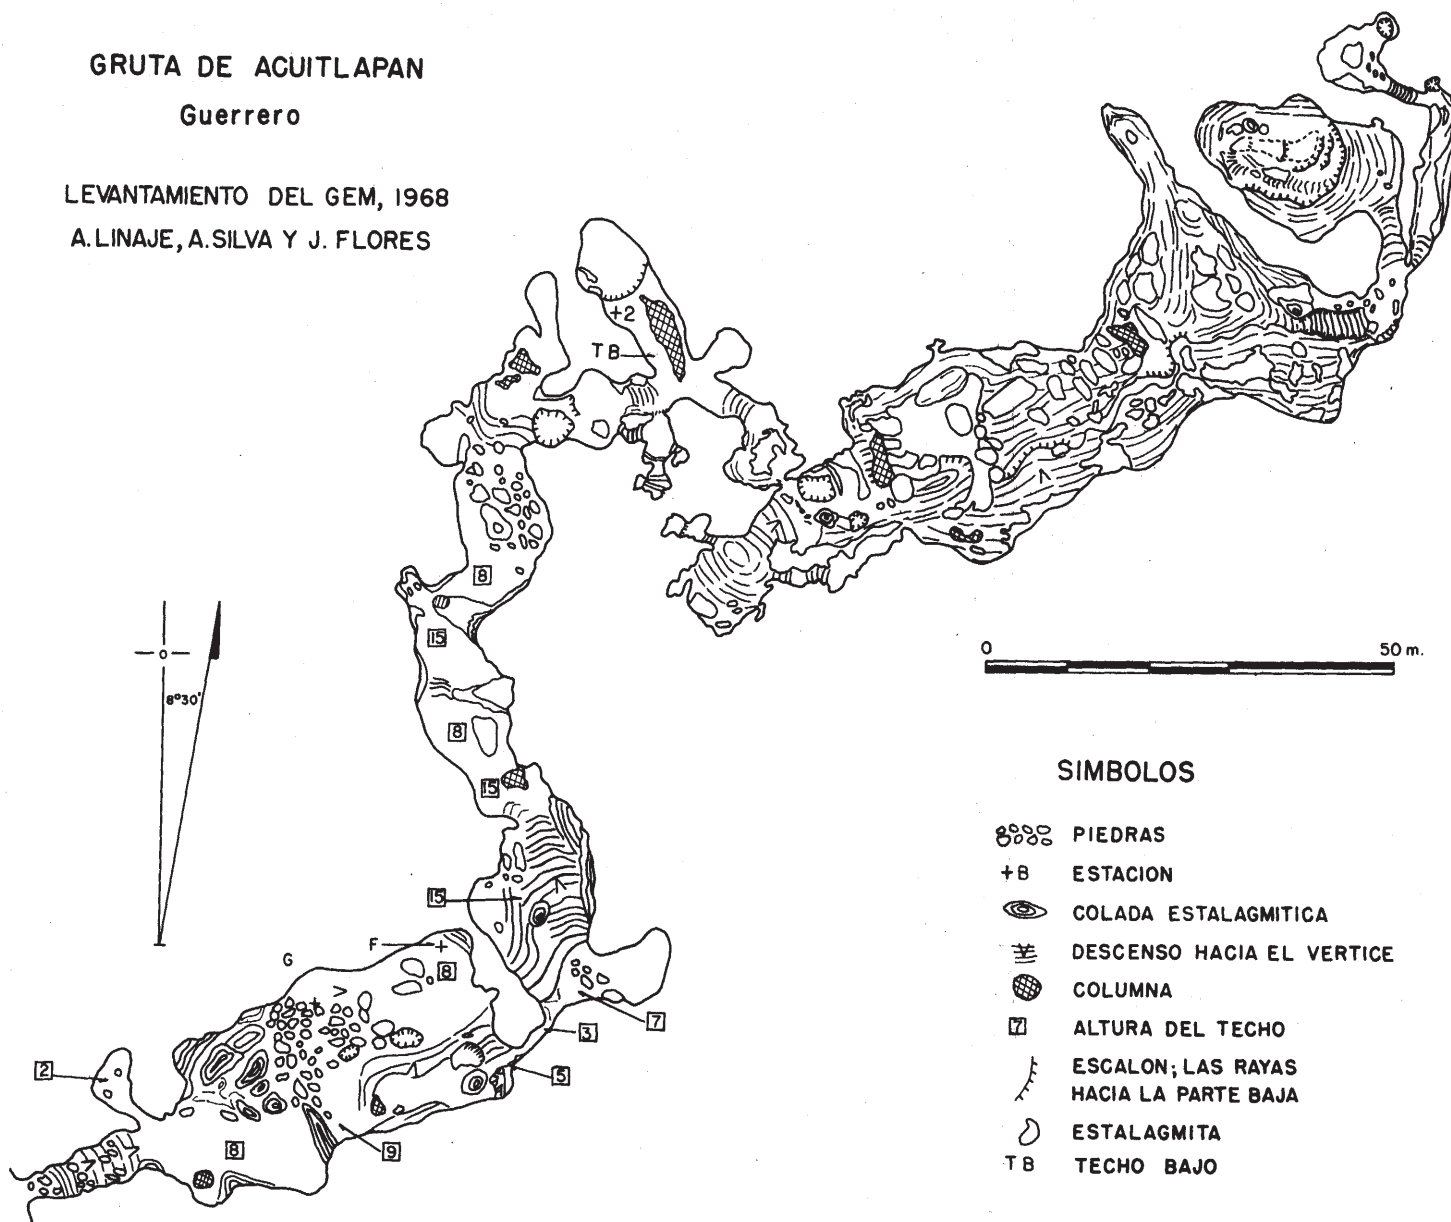 GRUTA DE ACUITLAPAN
Guerrero
LEVANTAMIENTO DEL GEM, 1968
A. LINAJE, A. SILVA Y J. FLORES
+2
TB
8
15
8
15
15
F
+
8
G
+
2
3
7
5
8
9
0
8°30'
0 50 m.
SIMBOLOS
PIEDRAS
+B ESTACION
COLADA ESTALAGMITICA
DESCENSO HACIA EL VERTICE
COLUMNA
7 ALTURA DEL TECHO
ESCALON; LAS RAYAS
HACIA LA PARTE BAJA
ESTALAGMITA
TB TECHO BAJO